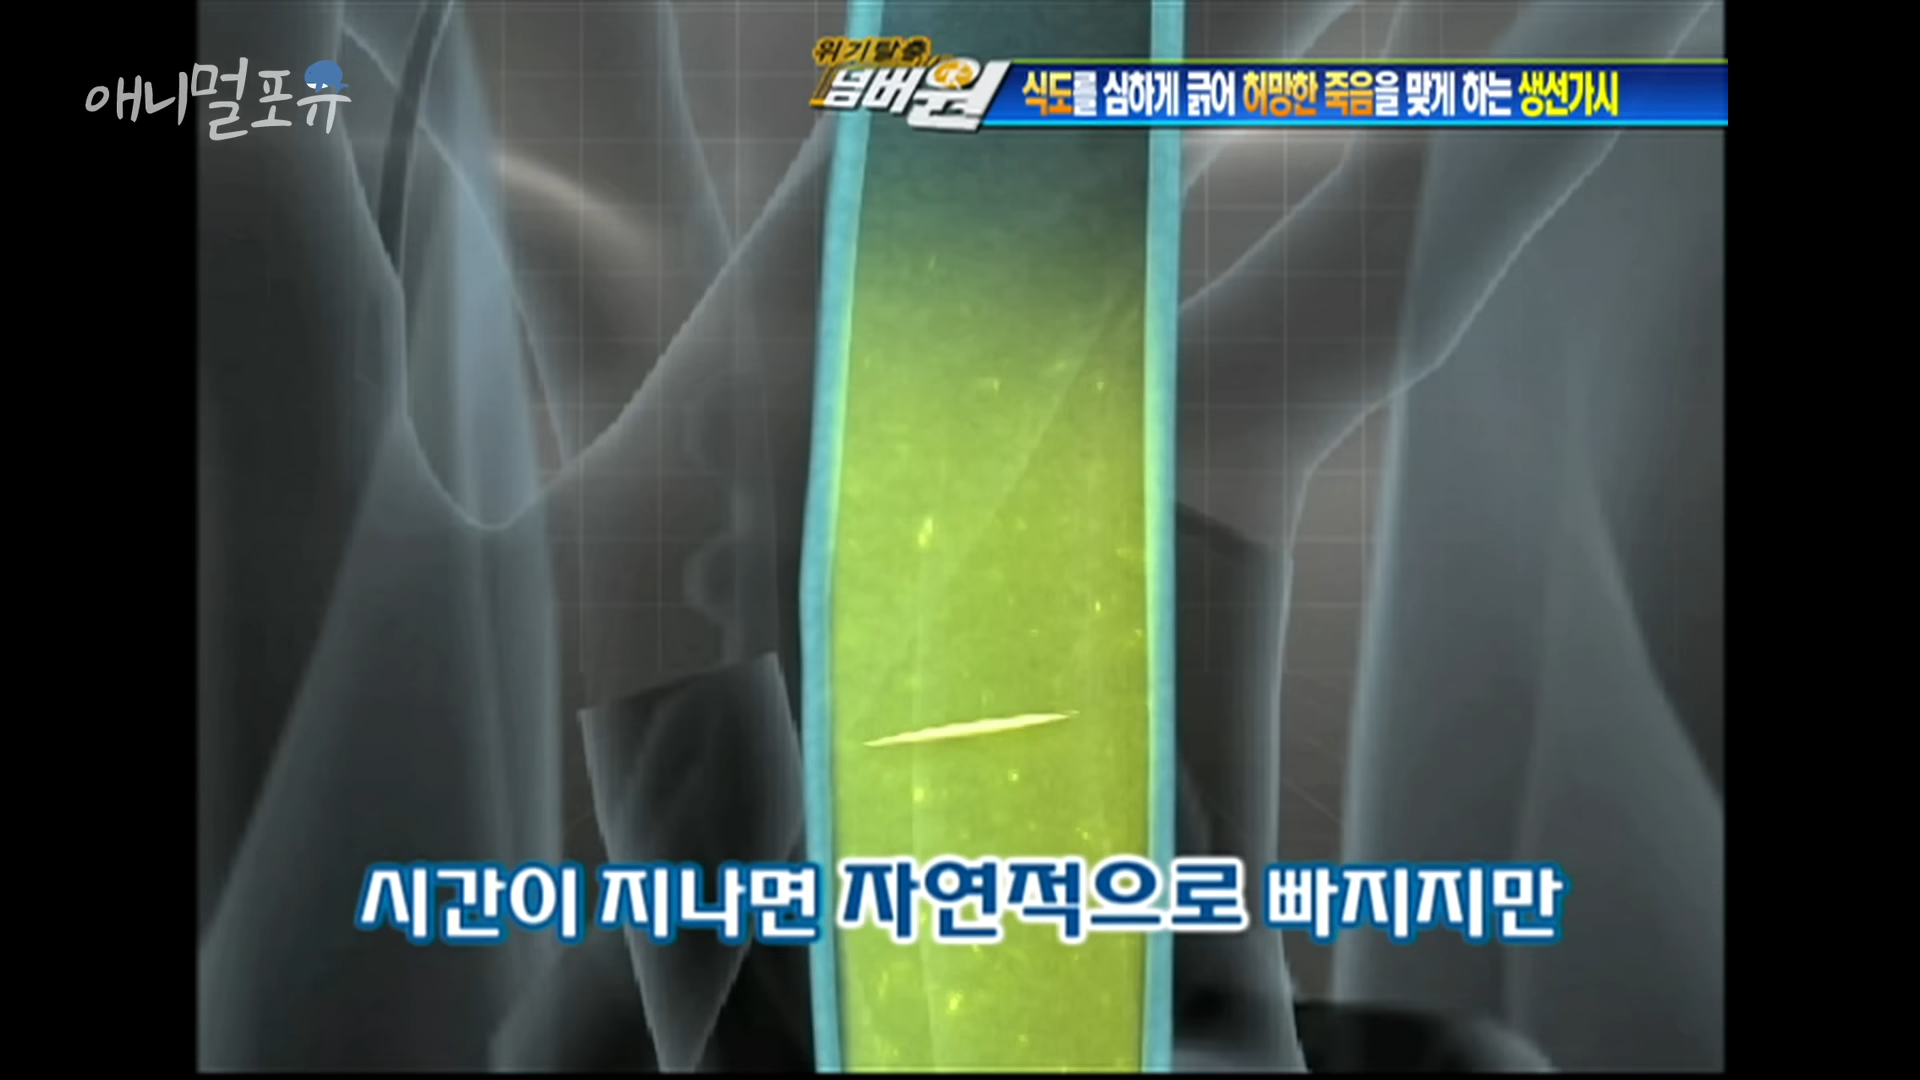 애니멀포유
위기탈출
넘버원
식도를 심하게 긁어 허망한 죽음을 맞게 하는 생선가시
시간이 지나면 자연적으로 빠지지만